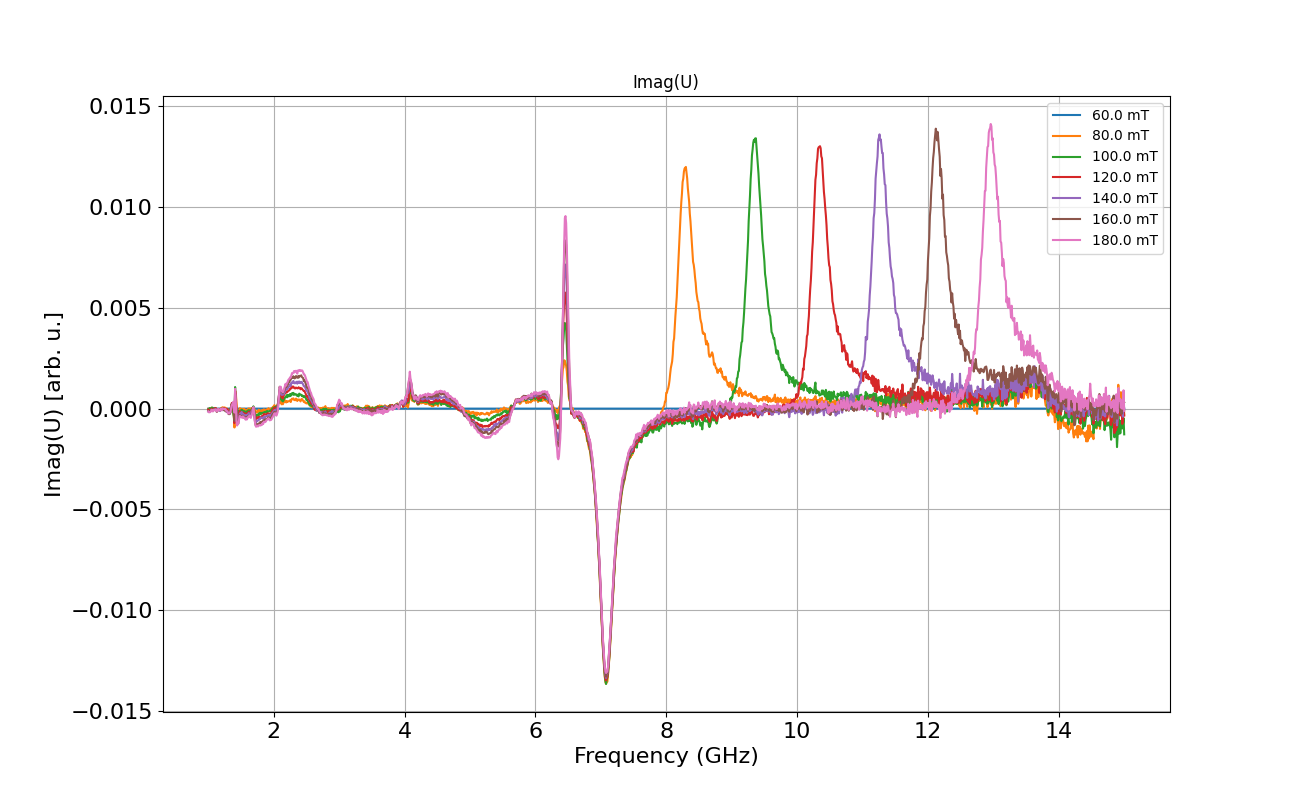 Imag(U)
0.015
0.010
0.005
0.000
−0.005
−0.010
−0.015
Imag(U) [arb. u.]
2 4 6 8 10 12 14
Frequency (GHz)
60.0 mT
80.0 mT
100.0 mT
120.0 mT
140.0 mT
160.0 mT
180.0 mT